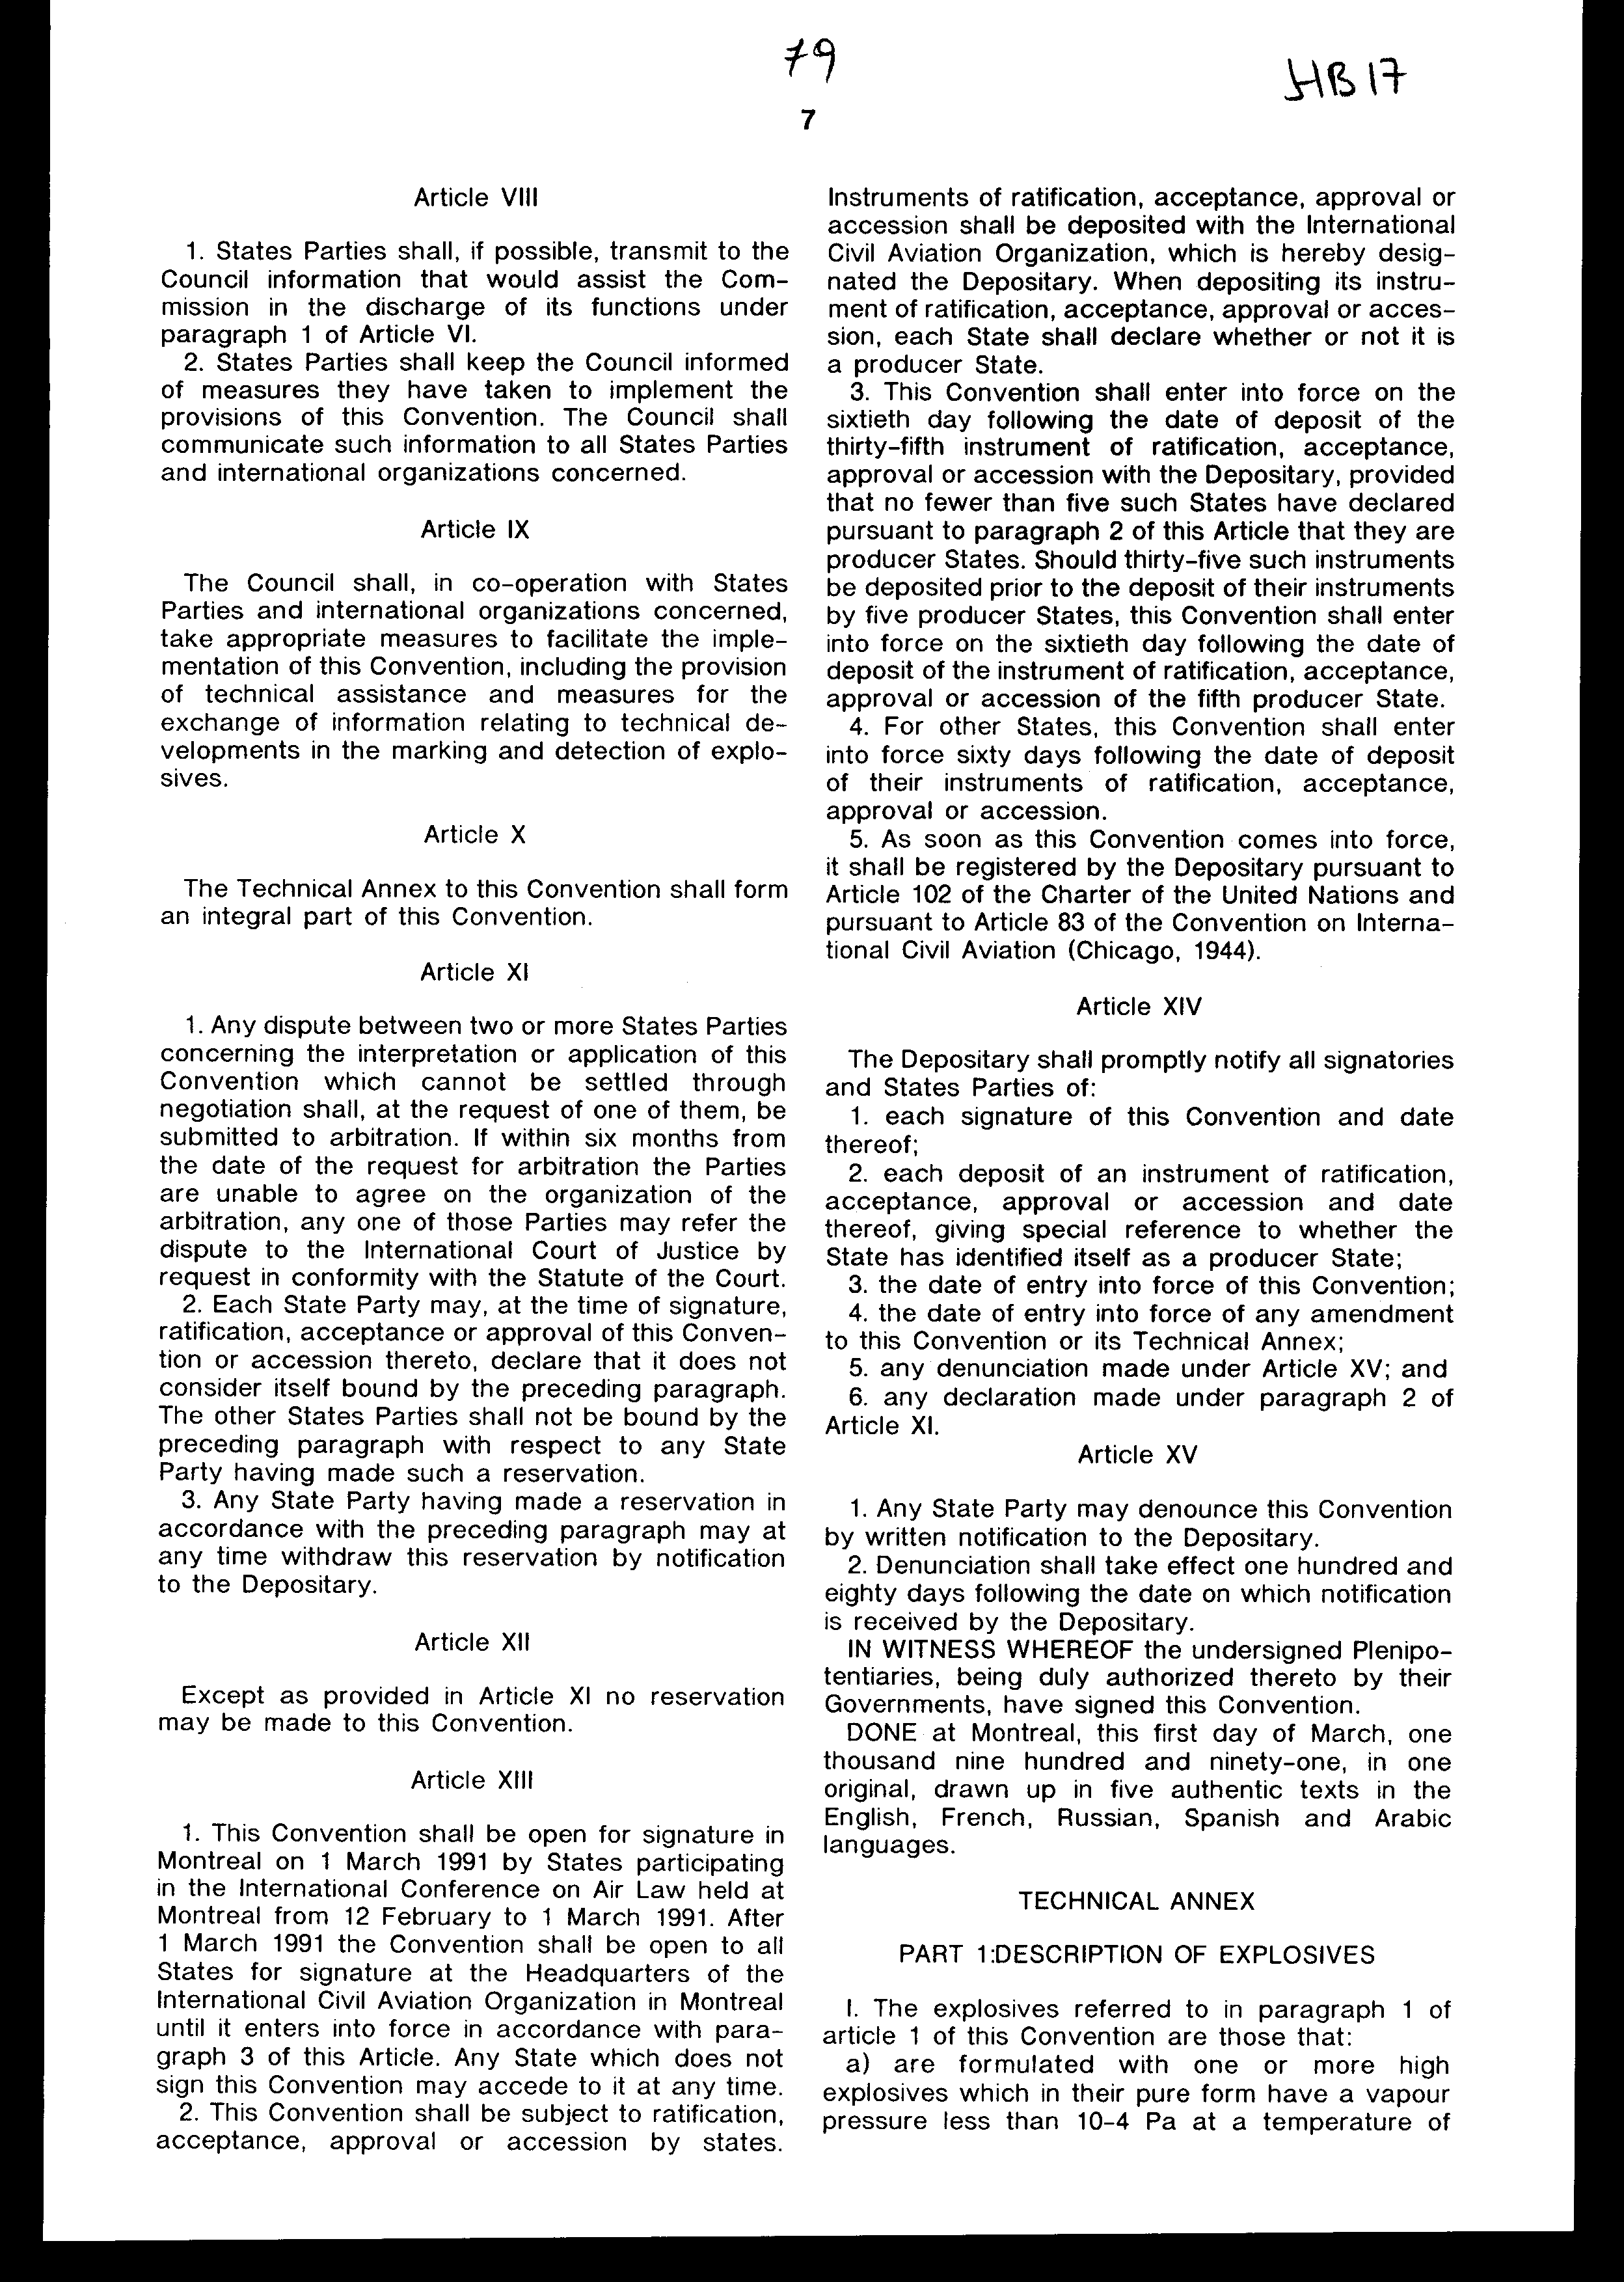 79
HB 17
7
Article VIII
1. States Parties shall, if possible, transmit to the
Council information that would assist the Com-
mission in the discharge of its functions under
paragraph 1 of Article VI.
2. States Parties shall keep the Council informed
of measures they have taken to implement the
provisions of this Convention. The Council shall
communicate such information to all States Parties
and international organizations concerned.
Article IX
The Council shall, in co-operation with States
Parties and international organizations concerned,
take appropriate measures to facilitate the imple-
mentation of this Convention, including the provision
of technical assistance and measures for the
exchange of information relating to technical de-
velopments in the marking and detection of explo-
sives.
Article X
The Technical Annex to this Convention shall form
an integral part of this Convention.
Article XI
1. Any dispute between two or more States Parties
concerning the interpretation or application of this
Convention which cannot be settled through
negotiation shall, at the request of one of them, be
submitted to arbitration. If within six months from
the date of the request for arbitration the Parties
are unable to agree on the organization of the
arbitration, any one of those Parties may refer the
dispute to the International Court of Justice by
request in conformity with the Statute of the Court.
2. Each State Party may, at the time of signature,
ratification, acceptance or approval of this Conven-
tion or accession thereto, declare that it does not
consider itself bound by the preceding paragraph.
The other States Parties shall not be bound by the
preceding paragraph with respect to any State
Party having made such a reservation.
3. Any State Party having made a reservation in
accordance with the preceding paragraph may at
any time withdraw this reservation by notification
to the Depositary.
Article XII
Except as provided in Article XI no reservation
may be made to this Convention.
Article XIII
1. This Convention shall be open for signature in
Montreal on 1 March 1991 by States participating
in the International Conference on Air Law held at
Montreal from 12 February to 1 March 1991. After
1 March 1991 the Convention shall be open to all
States for signature at the Headquarters of the
International Civil Aviation Organization in Montreal
until it enters into force in accordance with para-
graph 3 of this Article. Any State which does not
sign this Convention may accede to it at any time.
2. This Convention shall be subject to ratification,
acceptance, approval or accession by states.
Instruments of ratification, acceptance, approval or
accession shall be deposited with the International
Civil Aviation Organization, which is hereby desig-
nated the Depositary. When depositing its instru-
ment of ratification, acceptance, approval or acces-
sion, each State shall declare whether or not it is
a producer State.
3. This Convention shall enter into force on the
sixtieth day following the date of deposit of the
thirty-fifth instrument of ratification, acceptance,
approval or accession with the Depositary, provided
that no fewer than five such States have declared
pursuant to paragraph 2 of this Article that they are
producer States. Should thirty-five such instruments
be deposited prior to the deposit of their instruments
by five producer States, this Convention shall enter
into force on the sixtieth day following the date of
deposit of the instrument of ratification, acceptance,
approval or accession of the fifth producer State.
4. For other States, this Convention shall enter
into force sixty days following the date of deposit
of their instruments of ratification, acceptance,
approval or accession.
5. As soon as this Convention comes into force,
it shall be registered by the Depositary pursuant to
Article 102 of the Charter of the United Nations and
pursuant to Article 83 of the Convention on Interna-
tional Civil Aviation (Chicago, 1944).
Article XIV
The Depositary shall promptly notify all signatories
and States Parties of:
1. each signature of this Convention and date
thereof;
2. each deposit of an instrument of ratification,
acceptance, approval or accession and date
thereof, giving special reference to whether the
State has identified itself as a producer State;
3. the date of entry into force of this Convention;
4. the date of entry into force of any amendment
to this Convention or its Technical Annex;
5. any denunciation made under Article XV; and
6. any declaration made under paragraph 2 of
Article XI.
Article XV
1. Any State Party may denounce this Convention
by written notification to the Depositary.
2. Denunciation shall take effect one hundred and
eighty days following the date on which notification
is received by the Depositary.
IN WITNESS WHEREOF the undersigned Plenipo-
tentiaries, being duly authorized thereto by their
Governments, have signed this Convention.
DONE at Montreal, this first day of March, one
thousand nine hundred and ninety-one, in one
original, drawn up in five authentic texts in the
English, French, Russian, Spanish and Arabic
languages.
TECHNICAL ANNEX
PART 1:DESCRIPTION OF EXPLOSIVES
I. The explosives referred to in paragraph 1 of
article 1 of this Convention are those that:
a) are formulated with one or more high
explosives which in their pure form have a vapour
pressure less than 10-4 Pa at a temperature of